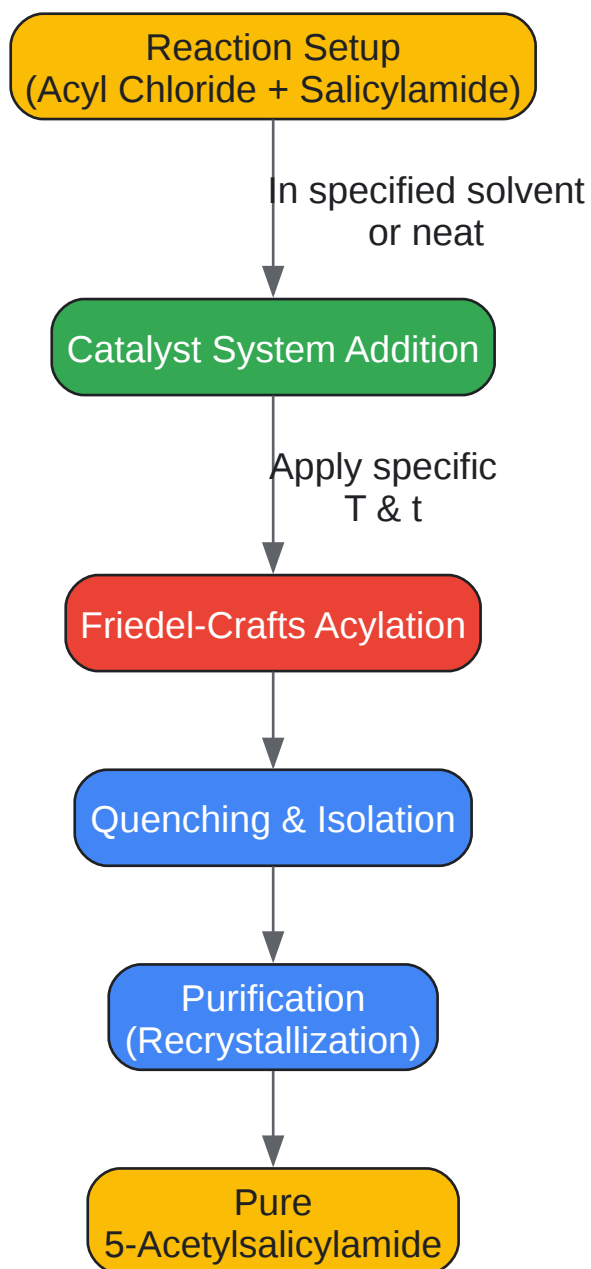 Reaction Setup
(Acyl Chloride + Salicylamide)
In specified solvent
or neat
Catalyst System Addition
Apply specific
T & t
Friedel-Crafts Acylation
Quenching & Isolation
Purification
(Recrystallization)
Pure
5-Acetylsalicylamide